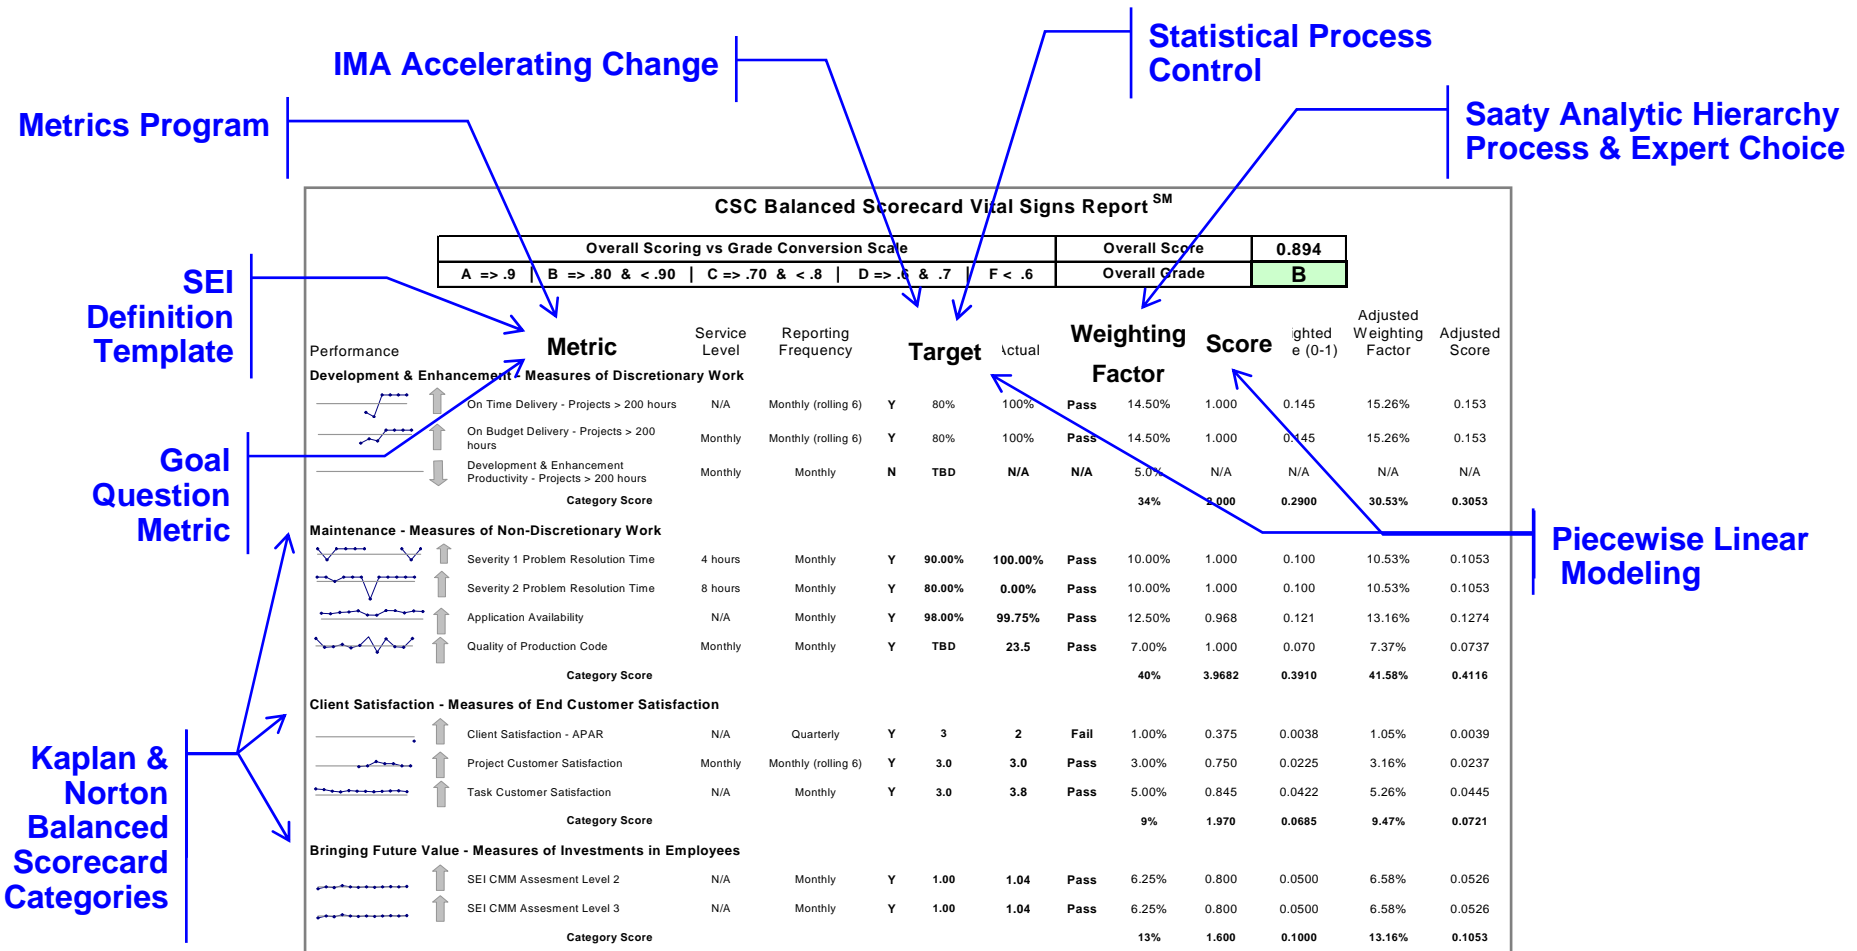 IMA Accelerating Change
Statistical Process
Control
Metrics Program
Saaty Analytic Hierarchy
Process & Expert Choice
SEI
Definition
Template
Goal
Question
Metric
Kaplan &
Norton
Balanced
Scorecard
Categories
Piecewise Linear
Modeling
CSC Balanced Scorecard Vital Signs Report SM
Overall Scoring vs Grade Conversion Scale Overall Score 0.894
A => .9 | B => .80 & < .90 | C => .70 & < .8 | D => .6 & .7 | F < .6 Overall Grade B
Performance Metric Service Level Reporting Frequency Target Actual Weighting Factor Score ighted e (0-1) Adjusted Weighting Factor Adjusted Score
Development & Enhancement - Measures of Discretionary Work
On Time Delivery - Projects > 200 hours N/A Monthly (rolling 6) Y 80% 100% Pass 14.50% 1.000 0.145 15.26% 0.153
On Budget Delivery - Projects > 200 hours Monthly Monthly (rolling 6) Y 80% 100% Pass 14.50% 1.000 0.145 15.26% 0.153
Development & Enhancement Productivity - Projects > 200 hours Monthly Monthly N TBD N/A N/A 5.0% N/A N/A N/A N/A
Category Score 34% 2.000 0.2900 30.53% 0.3053
Maintenance - Measures of Non-Discretionary Work
Severity 1 Problem Resolution Time 4 hours Monthly Y 90.00% 100.00% Pass 10.00% 1.000 0.100 10.53% 0.1053
Severity 2 Problem Resolution Time 8 hours Monthly Y 80.00% 0.00% Pass 10.00% 1.000 0.100 10.53% 0.1053
Application Availability N/A Monthly Y 98.00% 99.75% Pass 12.50% 0.968 0.121 13.16% 0.1274
Quality of Production Code Monthly Monthly Y TBD 23.5 Pass 7.00% 1.000 0.070 7.37% 0.0737
Category Score 40% 3.9682 0.3910 41.58% 0.4116
Client Satisfaction - Measures of End Customer Satisfaction
Client Satisfaction - APAR N/A Quarterly Y 3 2 Fail 1.00% 0.375 0.0038 1.05% 0.0039
Project Customer Satisfaction Monthly Monthly (rolling 6) Y 3.0 3.0 Pass 3.00% 0.750 0.0225 3.16% 0.0237
Task Customer Satisfaction N/A Monthly Y 3.0 3.8 Pass 5.00% 0.845 0.0422 5.26% 0.0445
Category Score 9% 1.970 0.0685 9.47% 0.0721
Bringing Future Value - Measures of Investments in Employees
SEI CMM Assesment Level 2 N/A Monthly Y 1.00 1.04 Pass 6.25% 0.800 0.0500 6.58% 0.0526
SEI CMM Assesment Level 3 N/A Monthly Y 1.00 1.04 Pass 6.25% 0.800 0.0500 6.58% 0.0526
Category Score 13% 1.600 0.1000 13.16% 0.1053